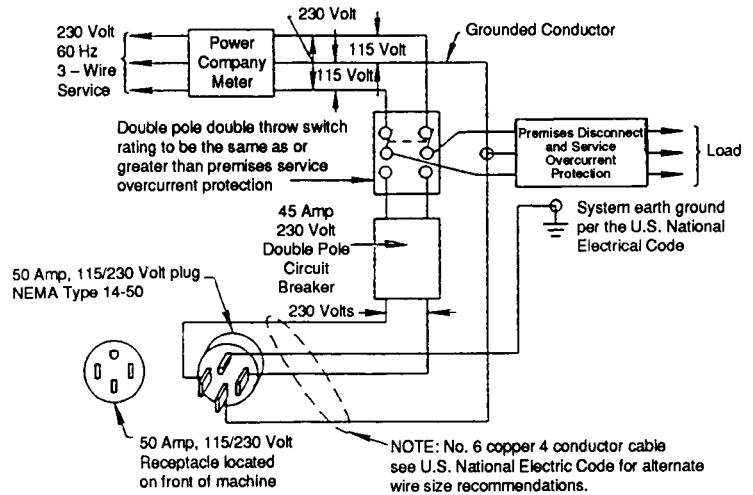 230 Volt
Grounded Conductor
230 Volt
60 Hz
3 – Wire
Service
Power
Company
Meter
115 Volt
115 Volt
Double pole double throw switch
rating to be the same as or
greater than premises service
overcurrent protection
Premises Disconnect
and Service
Overcurrent
Protection
Load
45 Amp
230 Volt
Double Pole
Circuit
Breaker
System earth ground
per the U.S. National
Electrical Code
50 Amp, 115/230 Volt plug
NEMA Type 14-50
230 Volts
50 Amp, 115/230 Volt
Receptacle located
on front of machine
NOTE: No. 6 copper 4 conductor cable
see U.S. National Electric Code for alternate
wire size recommendations.